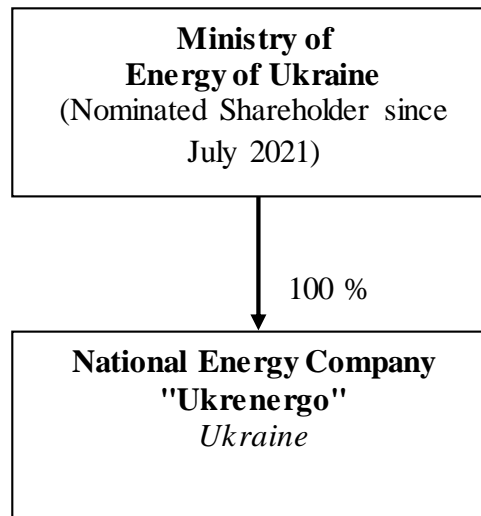 Ministry of
Energy of Ukraine
(Nominated Shareholder since
July 2021)
100 %
National Energy Company
"Ukrenergo"
Ukraine